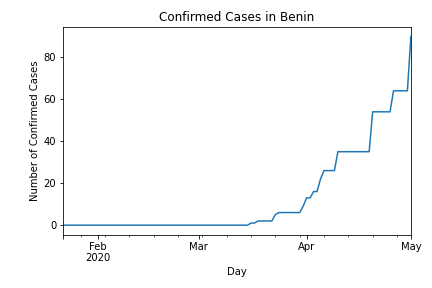 Confirmed Cases in Benin
Number of Confirmed Cases
80
60
40
20
0
Feb
2020
Mar
Apr
May
Day